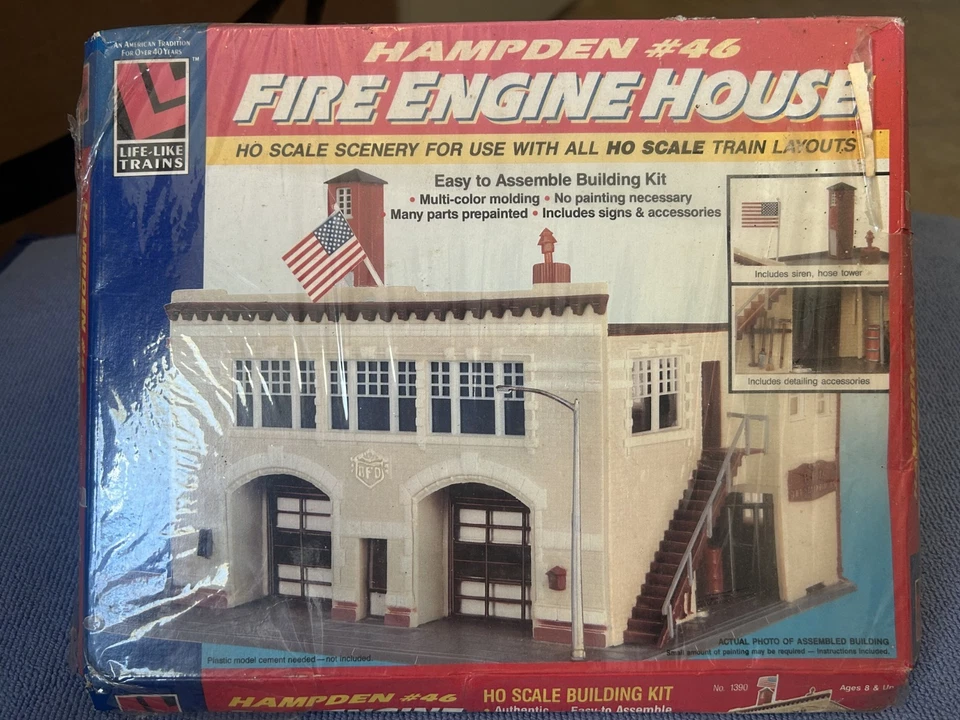 AN AMERICAN TRADITION
FOR OVER 40 YEARS
TM
LIFE-LIKE
TRAINS
HAMPDEN #46
FIRE ENGINE HOUSE
HO SCALE SCENERY FOR USE WITH ALL HO SCALE TRAIN LAYOUTS
Easy to Assemble Building Kit
• Multi-color molding • No painting necessary
• Many parts prepainted • Includes signs & accessories
Includes siren, hose tower
Includes detailing accessories
ACTUAL PHOTO OF ASSEMBLED BUILDING
Small amount of painting may be required — Instructions included.
Plastic model cement needed — not included.
HAMPDEN #46
HO SCALE BUILDING KIT
No. 1390
Ages 8 & Up
• Authentic
Easy to Assemble